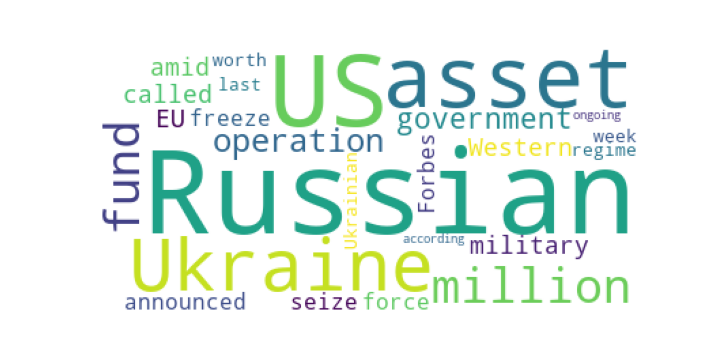 worth
amid
last
called
US
asset
EU
freeze
government
ongoing
operation
week
Western
regime
fund
Russian
Ukrainian
Forbes
according
military
Ukraine
million
announced
seize
force